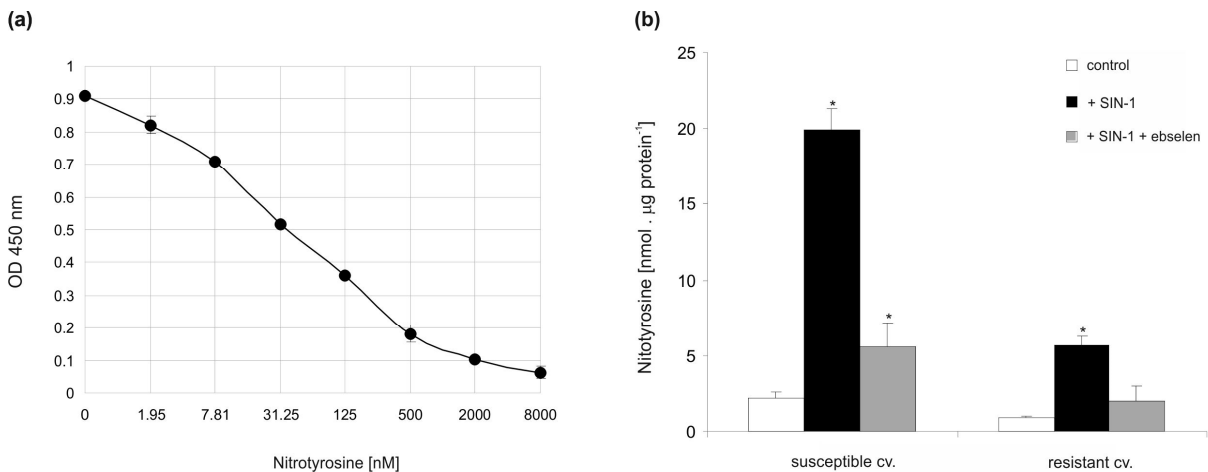 (a)
1
0.9
0.8
0.7
0.6
0.5
0.4
0.3
0.2
0.1
0
OD 450 nm
0 1.95 7.81 31.25 125 500 2000 8000
Nitrotyrosine [nM]
(b)
25
20
15
10
5
0
Nitotyrosine [nmol . µg protein⁻¹]
control
+ SIN-1
+ SIN-1 + ebselen
*
*
*
susceptible cv. resistant cv.